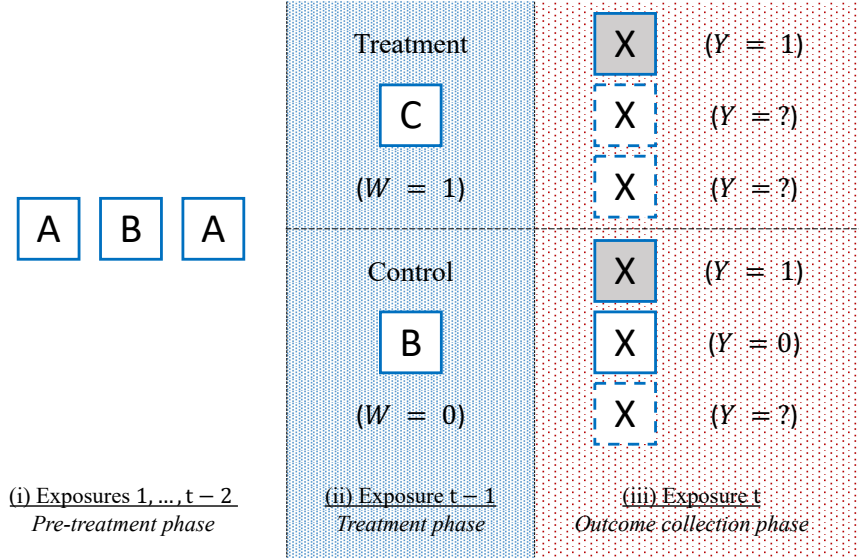 A B A
(i) Exposures 1, ..., t − 2
Pre-treatment phase
Treatment
C
(W = 1)
Control
B
(W = 0)
(ii) Exposure t − 1
Treatment phase
X (Y = 1)
X (Y = ?)
X (Y = ?)
X (Y = 1)
X (Y = 0)
X (Y = ?)
(iii) Exposure t
Outcome collection phase